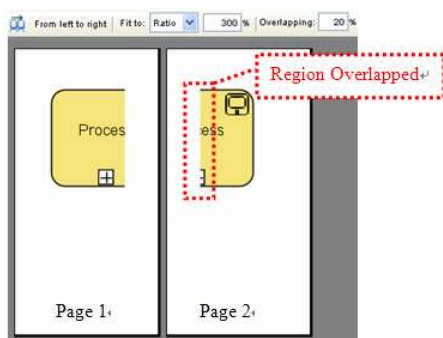 From left to right Fit to: Ratio 300 % Overlapping: 20 %
Region Overlapped
Proces
cess
Page 1
Page 2